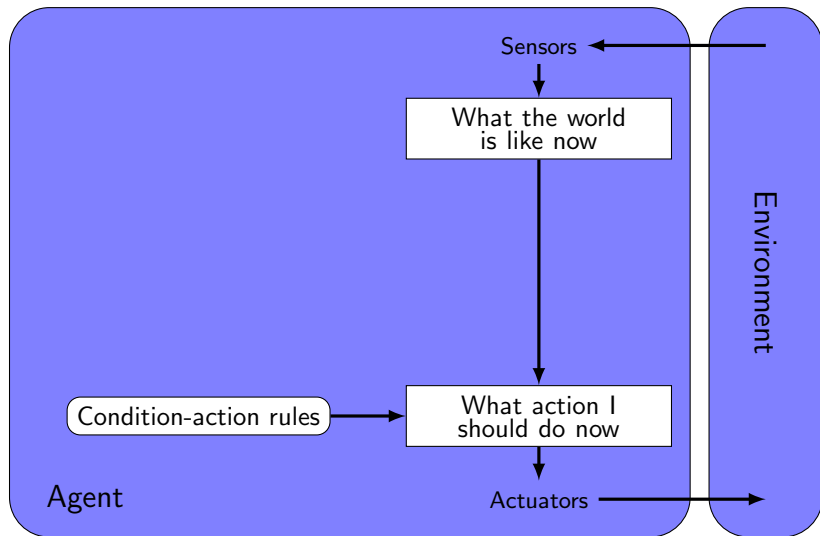 Sensors
What the world
is like now
Environment
Condition-action rules
What action I
should do now
Agent
Actuators